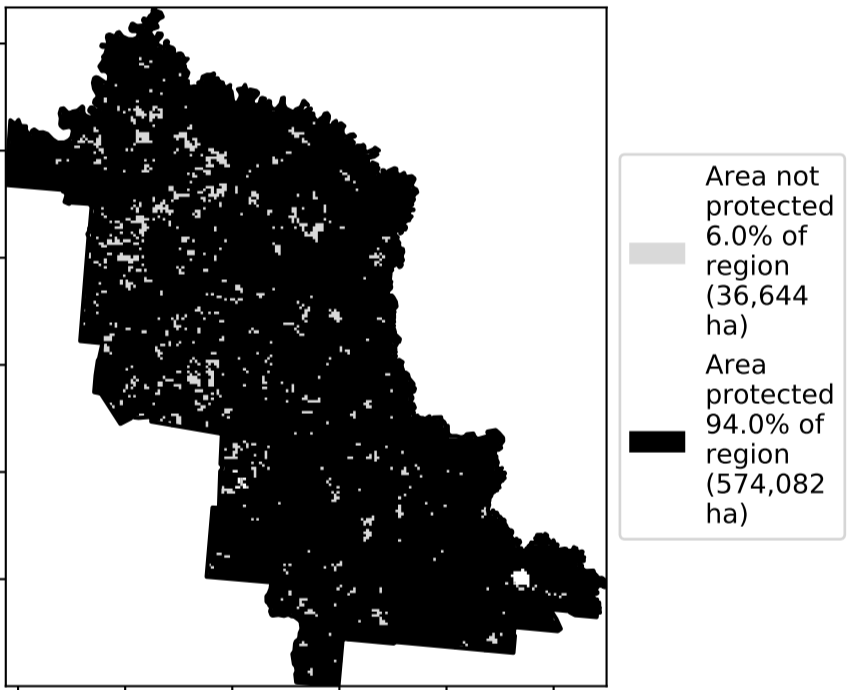 Area not
protected
6.0% of
region
(36,644
ha)
Area
protected
94.0% of
region
(574,082
ha)